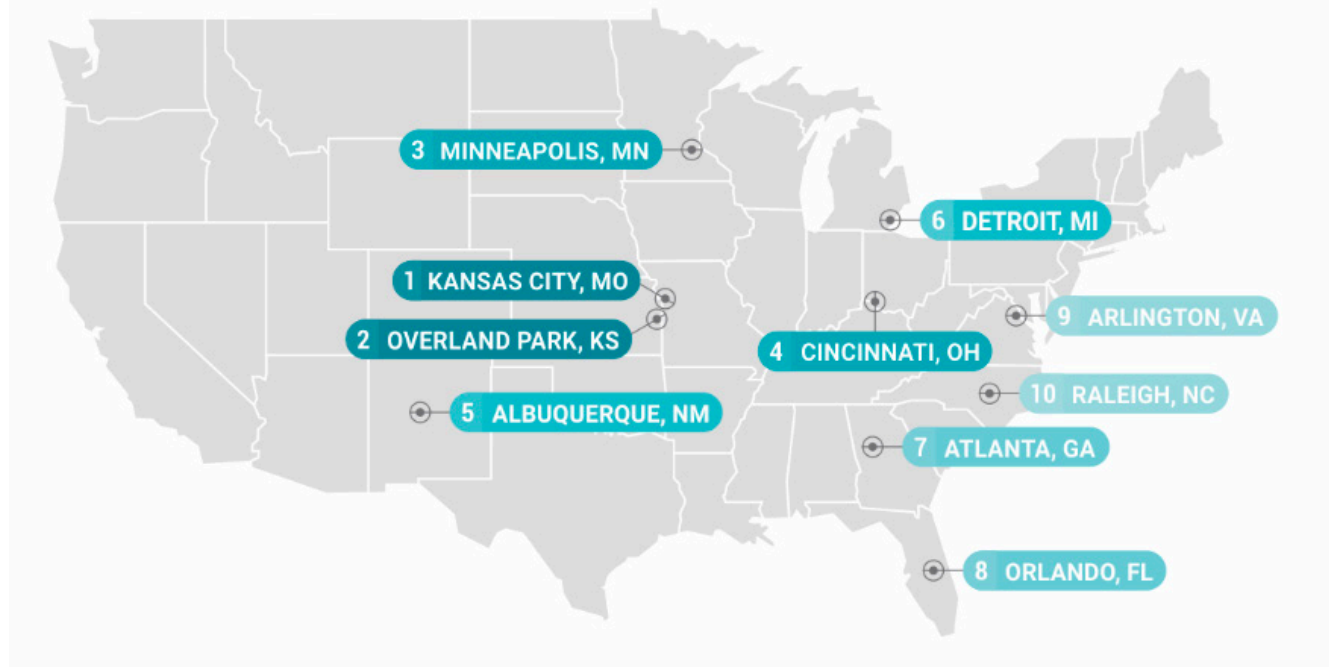 3 MINNEAPOLIS, MN
6 DETROIT, MI
1 KANSAS CITY, MO
9 ARLINGTON, VA
2 OVERLAND PARK, KS
4 CINCINNATI, OH
10 RALEIGH, NC
5 ALBUQUERQUE, NM
7 ATLANTA, GA
8 ORLANDO, FL